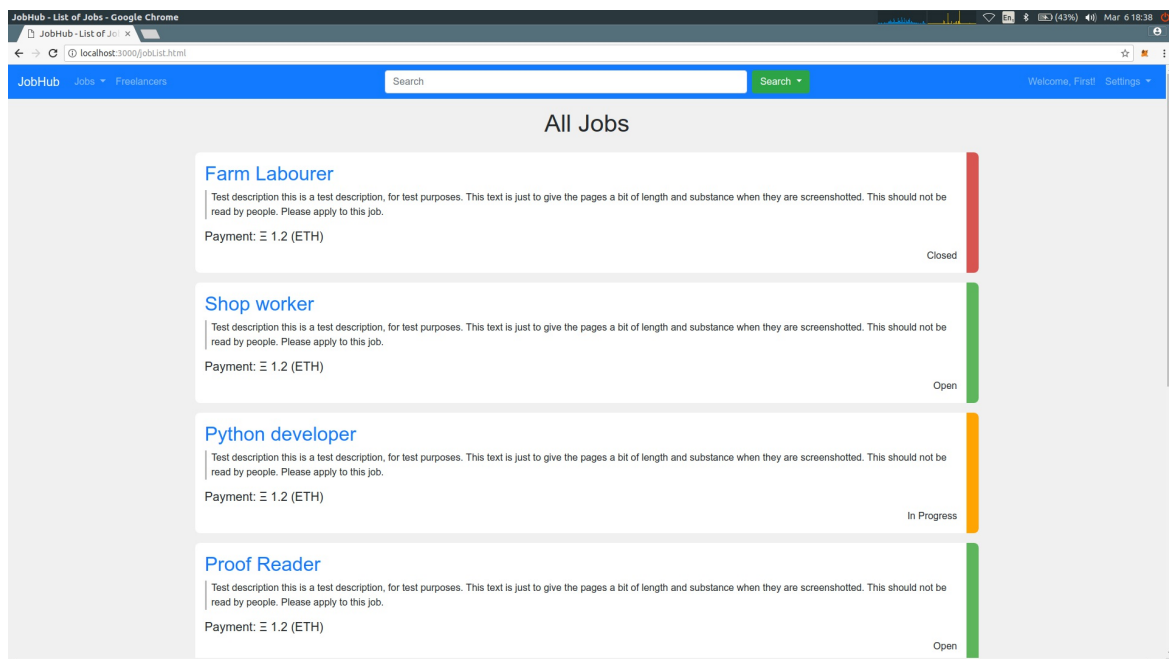 JobHub - List of Jobs - Google Chrome
En (43%) Mar 6 18:38
JobHub - List of Jo
localhost:3000/jobList.html
JobHub Jobs Freelancers Search Search Welcome, First! Settings
All Jobs
Farm Labourer
Test description this is a test description, for test purposes. This text is just to give the pages a bit of length and substance when they are screenshotted. This should not be
read by people. Please apply to this job.
Payment: Ξ 1.2 (ETH)
Closed
Shop worker
Test description this is a test description, for test purposes. This text is just to give the pages a bit of length and substance when they are screenshotted. This should not be
read by people. Please apply to this job.
Payment: Ξ 1.2 (ETH)
Open
Python developer
Test description this is a test description, for test purposes. This text is just to give the pages a bit of length and substance when they are screenshotted. This should not be
read by people. Please apply to this job.
Payment: Ξ 1.2 (ETH)
In Progress
Proof Reader
Test description this is a test description, for test purposes. This text is just to give the pages a bit of length and substance when they are screenshotted. This should not be
read by people. Please apply to this job.
Payment: Ξ 1.2 (ETH)
Open